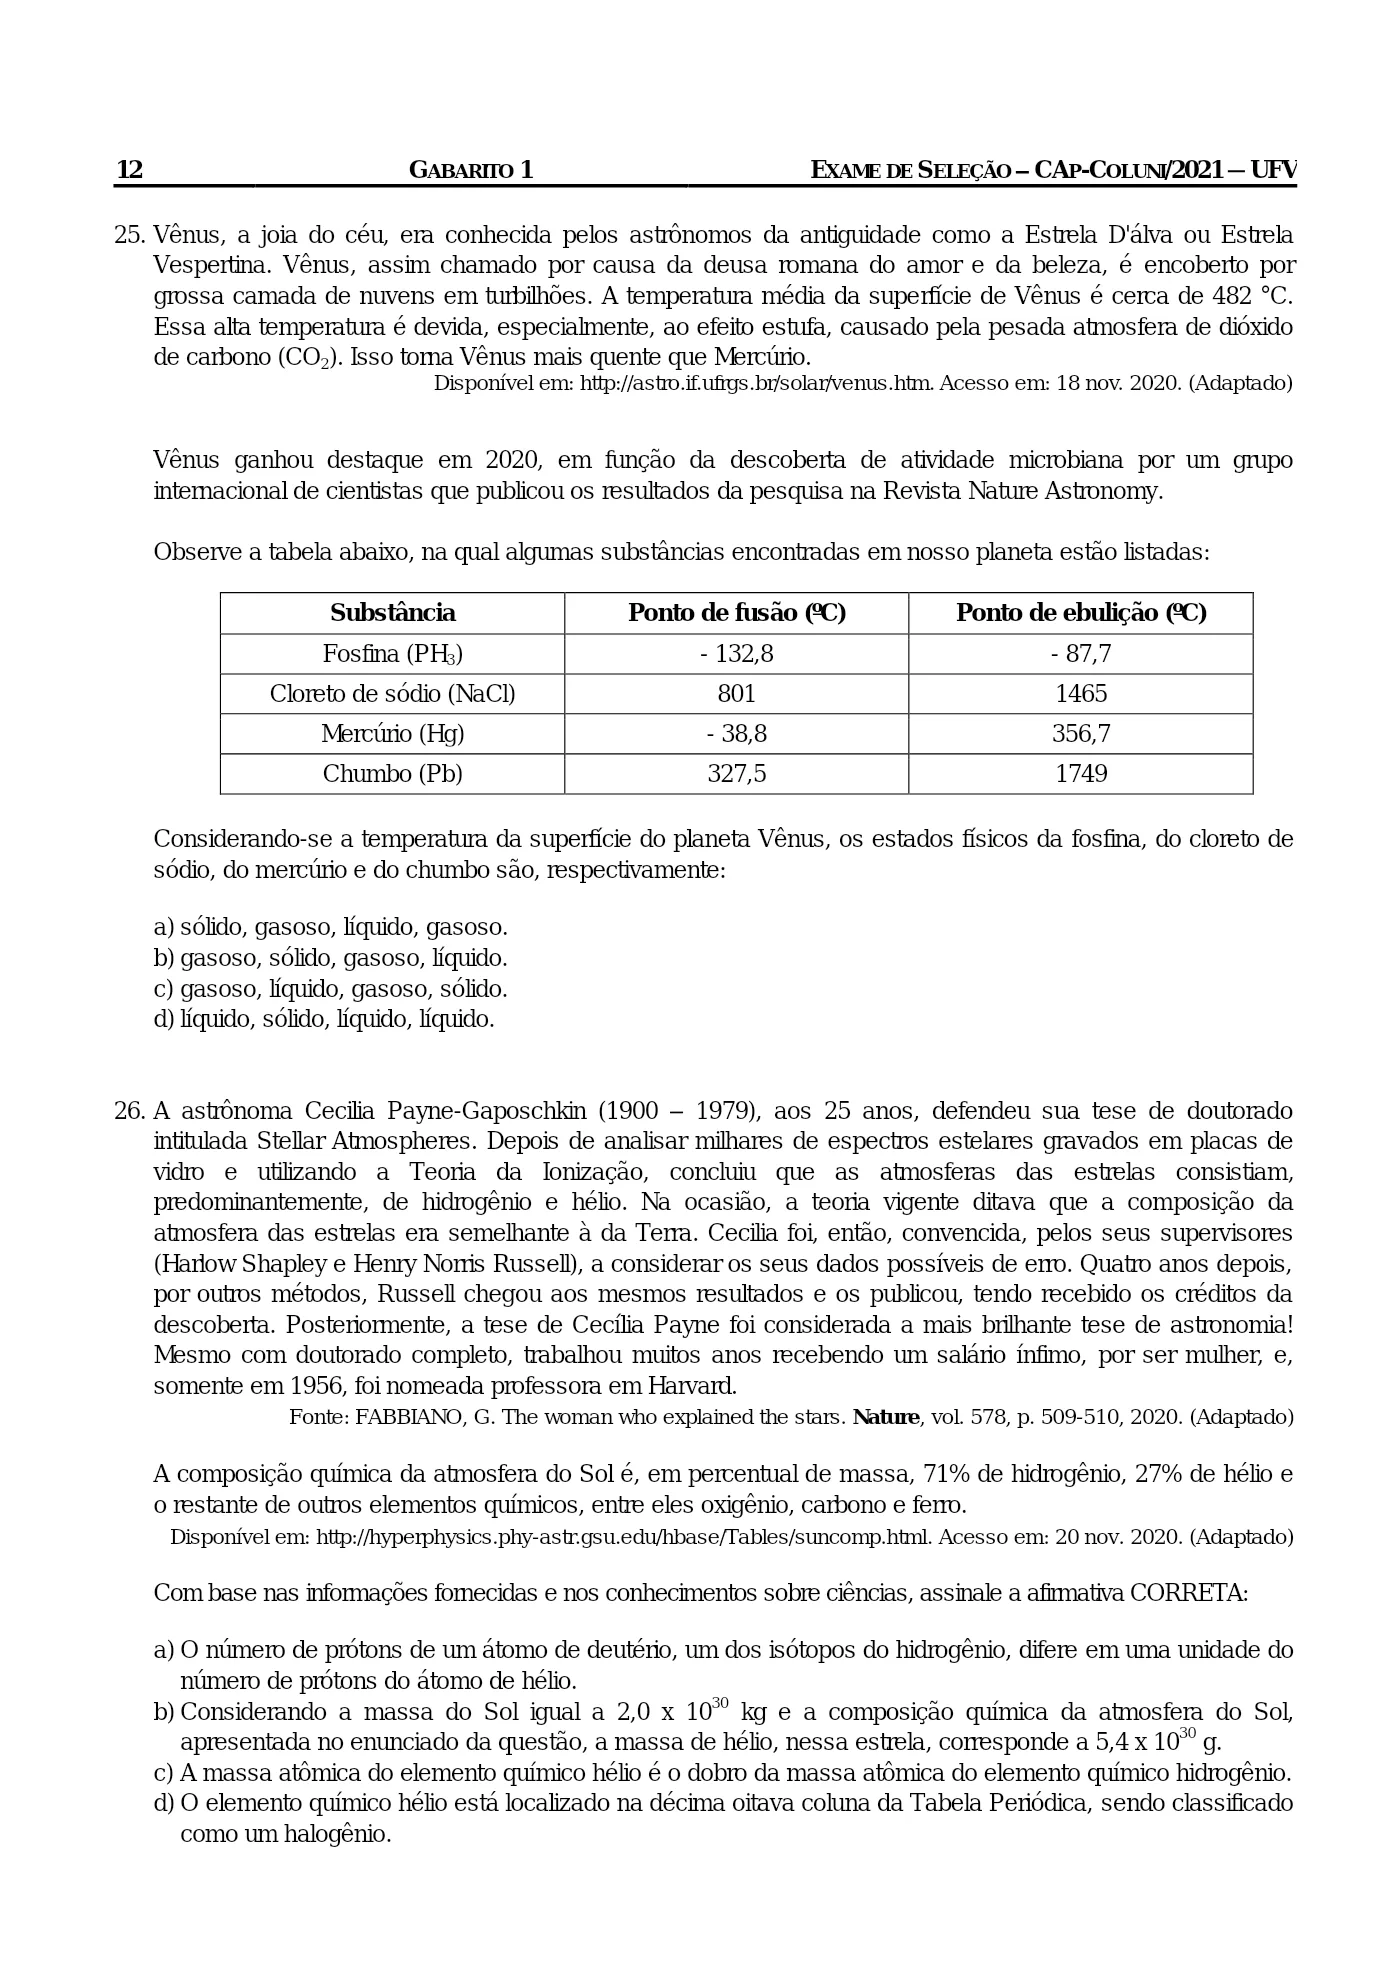 12 GABARITO 1 EXAME DE SELEÇÃO – CAP-COLUNI/2021 — UFV
25. Vênus, a joia do céu, era conhecida pelos astrônomos da antiguidade como a Estrela D'álva ou Estrela
Vespertina. Vênus, assim chamado por causa da deusa romana do amor e da beleza, é encoberto por
grossa camada de nuvens em turbilhões. A temperatura média da superfície de Vênus é cerca de 482 °C.
Essa alta temperatura é devida, especialmente, ao efeito estufa, causado pela pesada atmosfera de dióxido
de carbono (CO₂). Isso torna Vênus mais quente que Mercúrio.
Disponível em: http://astro.if.ufrgs.br/solar/venus.htm. Acesso em: 18 nov. 2020. (Adaptado)
Vênus ganhou destaque em 2020, em função da descoberta de atividade microbiana por um grupo
internacional de cientistas que publicou os resultados da pesquisa na Revista Nature Astronomy.
Observe a tabela abaixo, na qual algumas substâncias encontradas em nosso planeta estão listadas:
Substância Ponto de fusão (ºC) Ponto de ebulição (ºC)
Fosfina (PH₃) - 132,8 - 87,7
Cloreto de sódio (NaCl) 801 1465
Mercúrio (Hg) - 38,8 356,7
Chumbo (Pb) 327,5 1749
Considerando-se a temperatura da superfície do planeta Vênus, os estados físicos da fosfina, do cloreto de
sódio, do mercúrio e do chumbo são, respectivamente:
a) sólido, gasoso, líquido, gasoso.
b) gasoso, sólido, gasoso, líquido.
c) gasoso, líquido, gasoso, sólido.
d) líquido, sólido, líquido, líquido.
26. A astrônoma Cecilia Payne-Gaposchkin (1900 – 1979), aos 25 anos, defendeu sua tese de doutorado
intitulada Stellar Atmospheres. Depois de analisar milhares de espectros estelares gravados em placas de
vidro e utilizando a Teoria da Ionização, concluiu que as atmosferas das estrelas consistiam,
predominantemente, de hidrogênio e hélio. Na ocasião, a teoria vigente ditava que a composição da
atmosfera das estrelas era semelhante à da Terra. Cecilia foi, então, convencida, pelos seus supervisores
(Harlow Shapley e Henry Norris Russell), a considerar os seus dados possíveis de erro. Quatro anos depois,
por outros métodos, Russell chegou aos mesmos resultados e os publicou, tendo recebido os créditos da
descoberta. Posteriormente, a tese de Cecília Payne foi considerada a mais brilhante tese de astronomia!
Mesmo com doutorado completo, trabalhou muitos anos recebendo um salário ínfimo, por ser mulher, e,
somente em 1956, foi nomeada professora em Harvard.
Fonte: FABBIANO, G. The woman who explained the stars. Nature, vol. 578, p. 509-510, 2020. (Adaptado)
A composição química da atmosfera do Sol é, em percentual de massa, 71% de hidrogênio, 27% de hélio e
o restante de outros elementos químicos, entre eles oxigênio, carbono e ferro.
Disponível em: http://hyperphysics.phy-astr.gsu.edu/hbase/Tables/suncomp.html. Acesso em: 20 nov. 2020. (Adaptado)
Com base nas informações fornecidas e nos conhecimentos sobre ciências, assinale a afirmativa CORRETA:
a) O número de prótons de um átomo de deutério, um dos isótopos do hidrogênio, difere em uma unidade do
número de prótons do átomo de hélio.
b) Considerando a massa do Sol igual a 2,0 x 10³⁰ kg e a composição química da atmosfera do Sol,
apresentada no enunciado da questão, a massa de hélio, nessa estrela, corresponde a 5,4 x 10³⁰ g.
c) A massa atômica do elemento químico hélio é o dobro da massa atômica do elemento químico hidrogênio.
d) O elemento químico hélio está localizado na décima oitava coluna da Tabela Periódica, sendo classificado
como um halogênio.